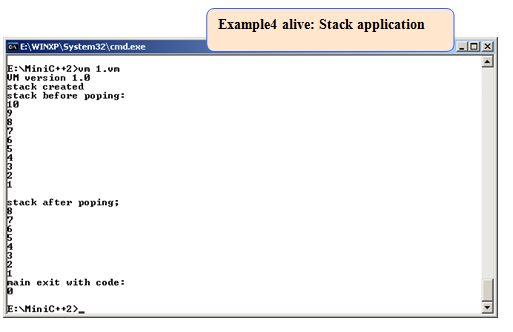 Example4 alive: Stack application
E:\WINXP\System32\cmd.exe
E:\MiniC++2>vm 1.vm
VM version 1.0
stack created
stack before poping:
10
9
8
7
6
5
4
3
2
1
stack after poping;
8
7
6
5
4
3
2
1
main exit with code:
0
E:\MiniC++2>_